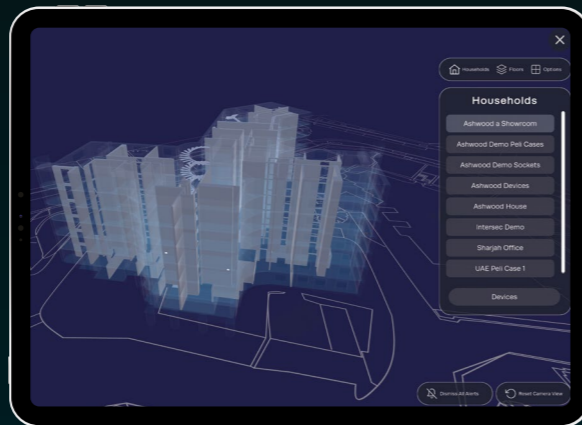 Households Floors Options
Households
Ashwood a Showroom
Ashwood Demo Peli Cases
Ashwood Demo Sockets
Ashwood Devices
Ashwood House
Intersec Demo
Sharjah Office
UAE Peli Case 1
Devices
Dismiss All Alerts Reset Camera View